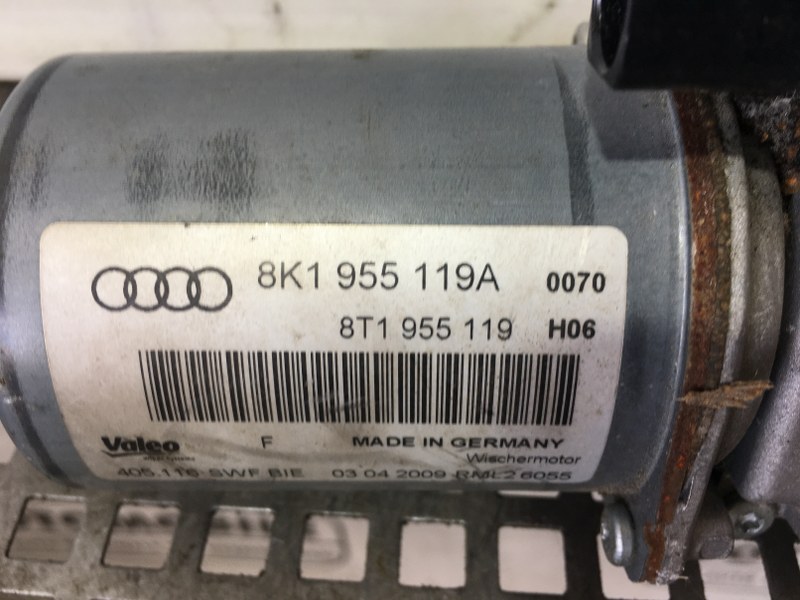 8K1 955 119A 0070
8T1 955 119 H06
Valeo F MADE IN GERMANY
Wischermotor
405.116 SWF BIE 03 04 2009 6055